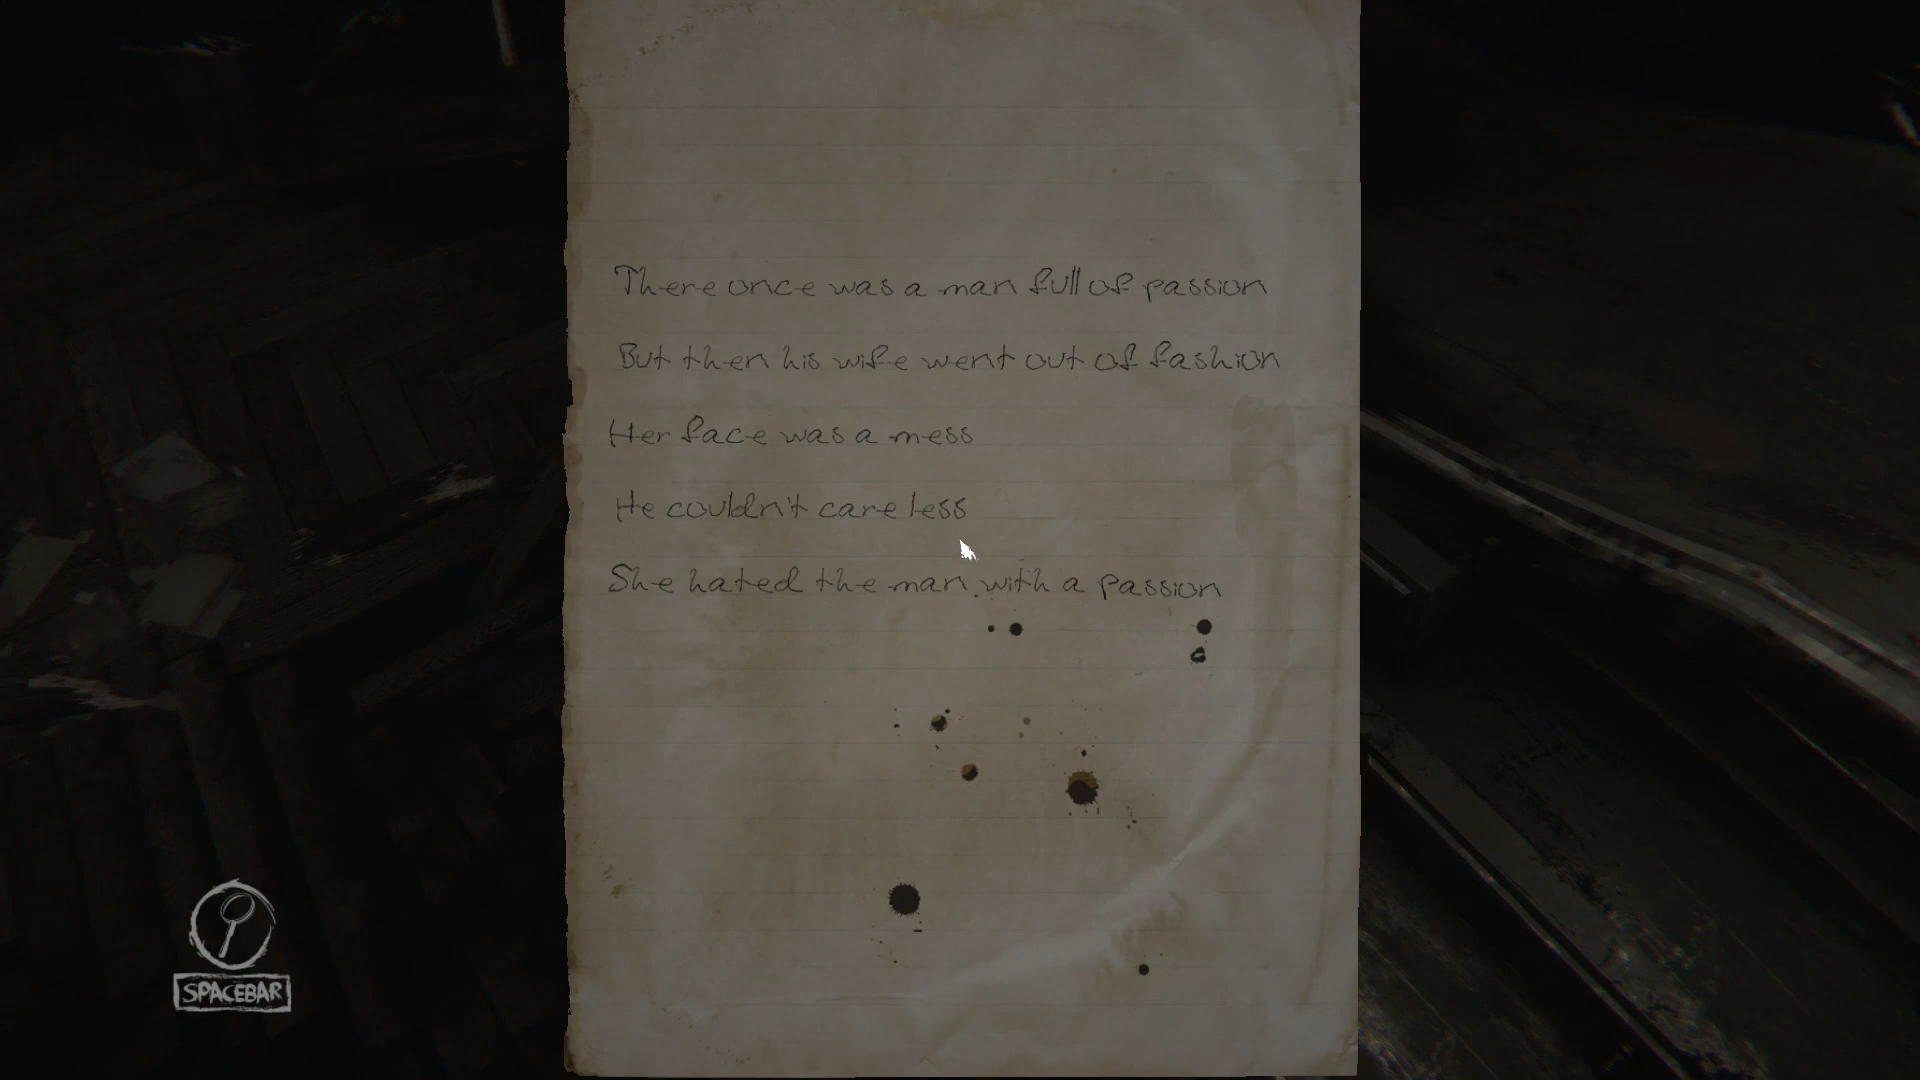 There once was a man full of passion
But then his wife went out of fashion
Her face was a mess
He couldn't care less
She hated the man with a passion
SPACEBAR